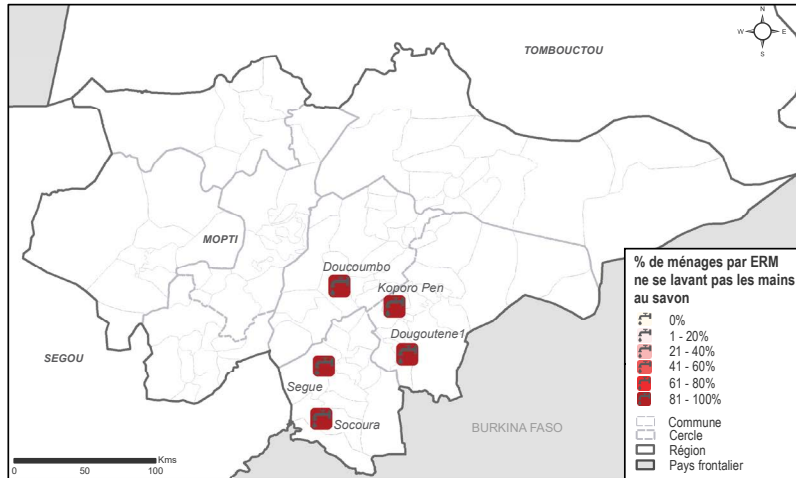 N
W E
S
TOMBOUCTOU
MOPTI
Doucoumbo
Koporo Pen
Dougoutene1
SEGOU
Segue
Socoura
BURKINA FASO
Kms
0 50 100
% de ménages par ERM
ne se lavant pas les mains
au savon
0%
1 - 20%
21 - 40%
41 - 60%
61 - 80%
81 - 100%
Commune
Cercle
Région
Pays frontalier